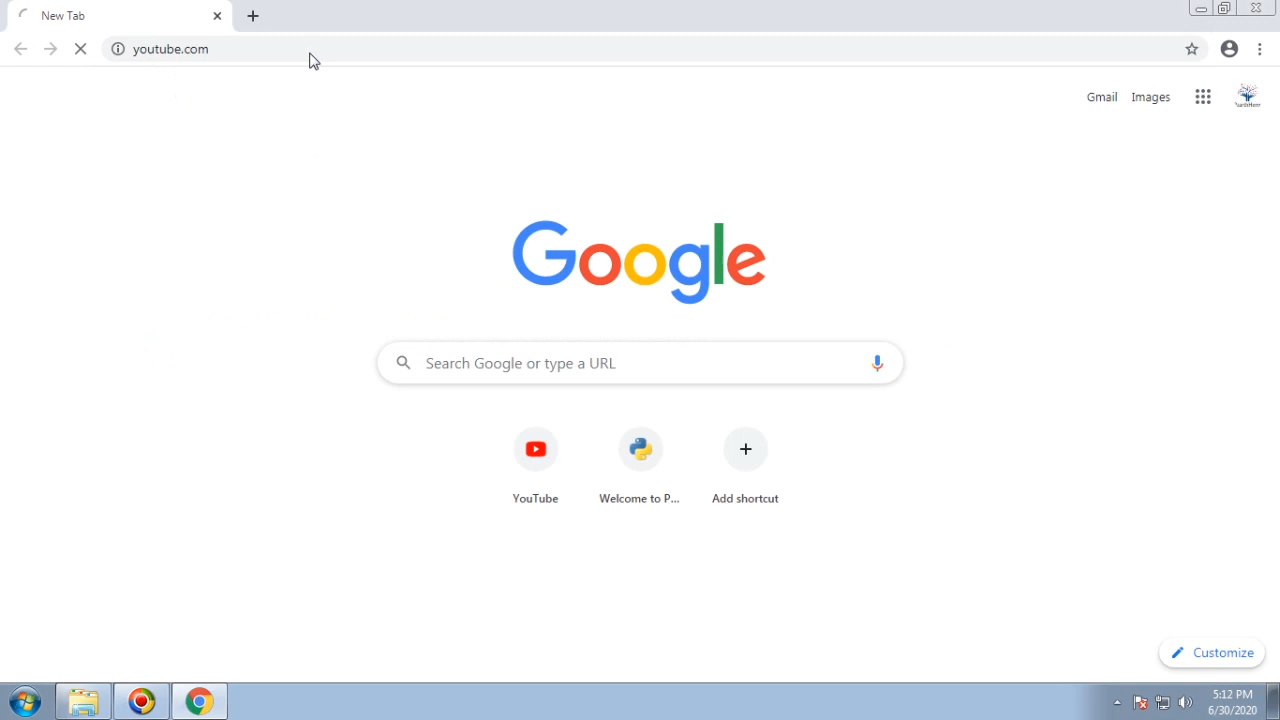 New Tab
youtube.com
Gmail Images
Google
Search Google or type a URL
YouTube
Welcome to P...
Add shortcut
Customize
5:12 PM
6/30/2020